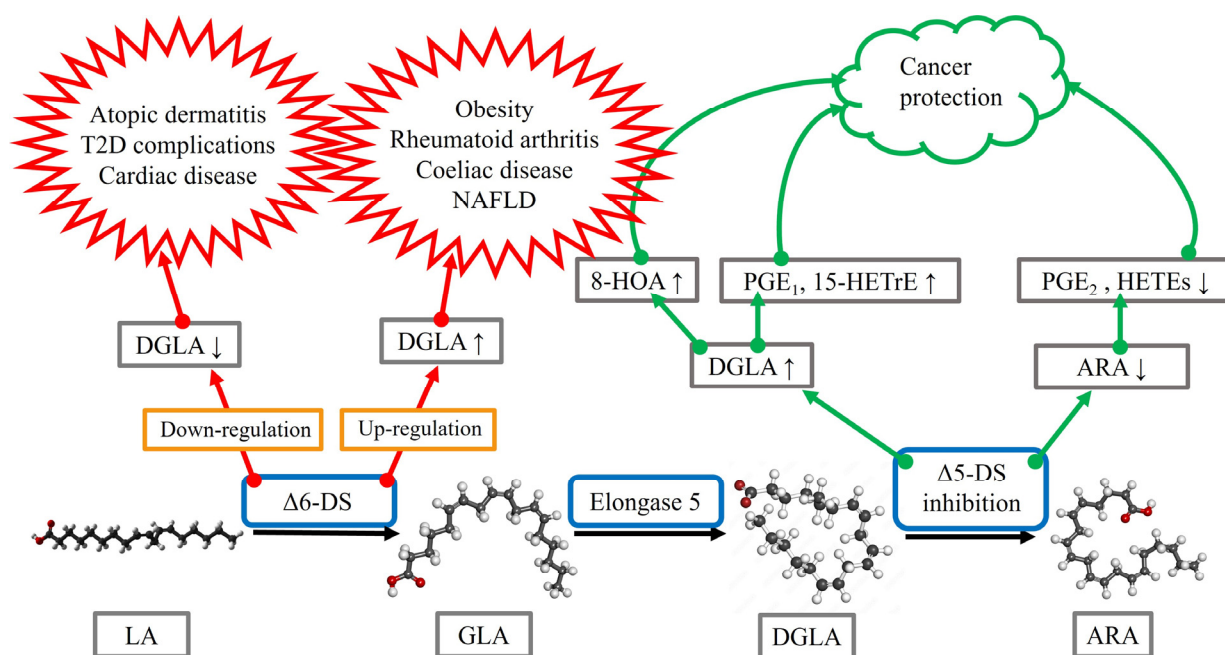 Atopic dermatitis
T2D complications
Cardiac disease
Obesity
Rheumatoid arthritis
Coeliac disease
NAFLD
Cancer
protection
8-HOA ↑
PGE₁, 15-HETrE ↑
PGE₂ , HETEs ↓
DGLA ↓
DGLA ↑
DGLA ↑
ARA ↓
Down-regulation
Up-regulation
Δ6-DS
Elongase 5
Δ5-DS
inhibition
LA
GLA
DGLA
ARA